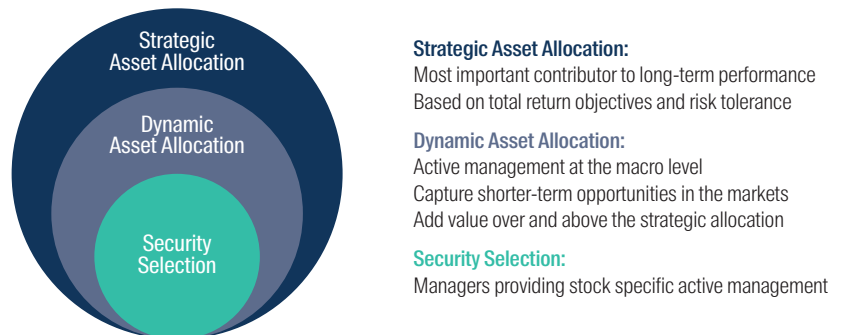 Strategic
Asset Allocation
Dynamic
Asset Allocation
Security
Selection
Strategic Asset Allocation:
Most important contributor to long-term performance
Based on total return objectives and risk tolerance
Dynamic Asset Allocation:
Active management at the macro level
Capture shorter-term opportunities in the markets
Add value over and above the strategic allocation
Security Selection:
Managers providing stock specific active management